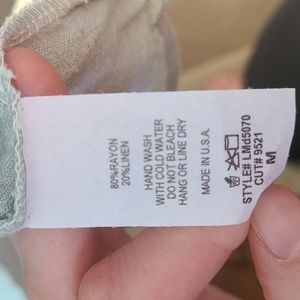 80%RAYON
20%LINEN
HAND WASH
WITH COLD WATER
DO NOT BLEACH
HANG OR LINE DRY
MADE IN U.S.A.
STYLE# LMd5070
CUT# 9521
M